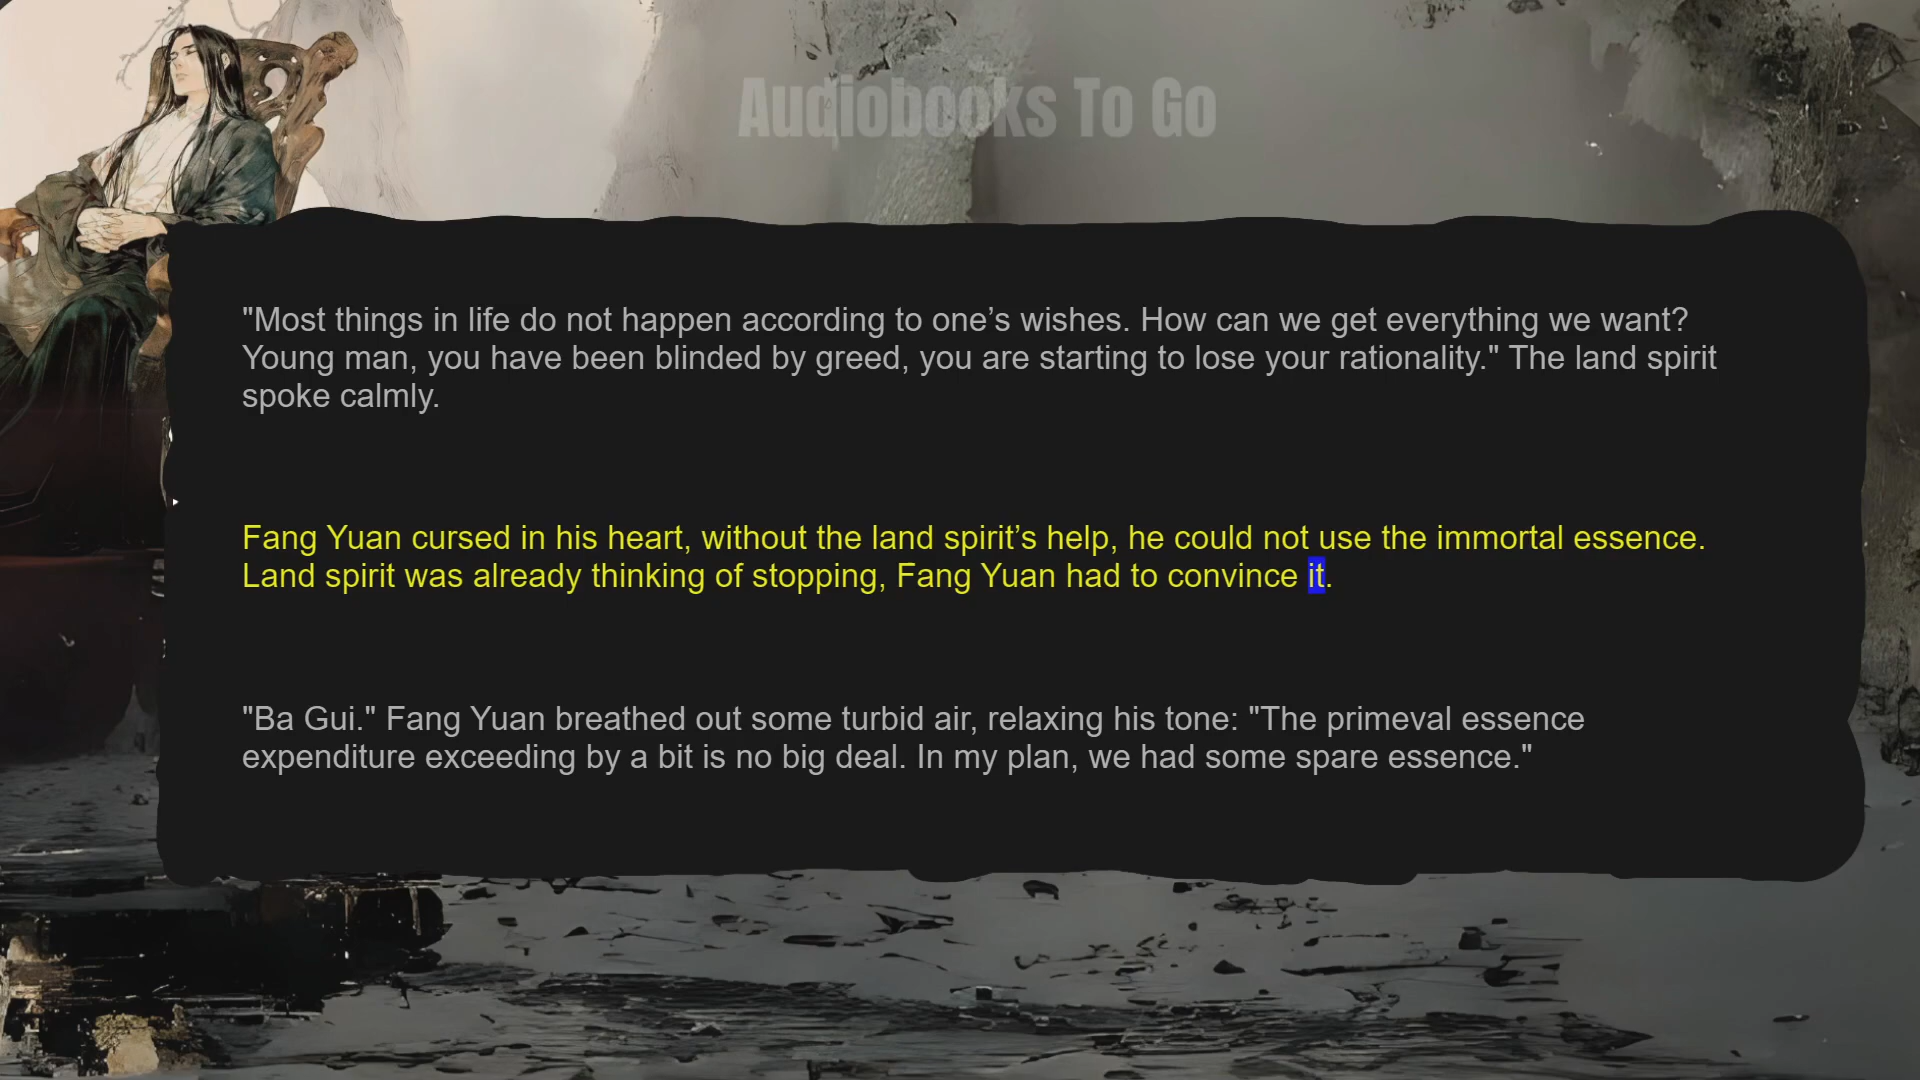 Audiobooks To Go
"Most things in life do not happen according to one’s wishes. How can we get everything we want?
Young man, you have been blinded by greed, you are starting to lose your rationality." The land spirit
spoke calmly.
Fang Yuan cursed in his heart, without the land spirit’s help, he could not use the immortal essence.
Land spirit was already thinking of stopping, Fang Yuan had to convince it.
"Ba Gui." Fang Yuan breathed out some turbid air, relaxing his tone: "The primeval essence
expenditure exceeding by a bit is no big deal. In my plan, we had some spare essence."